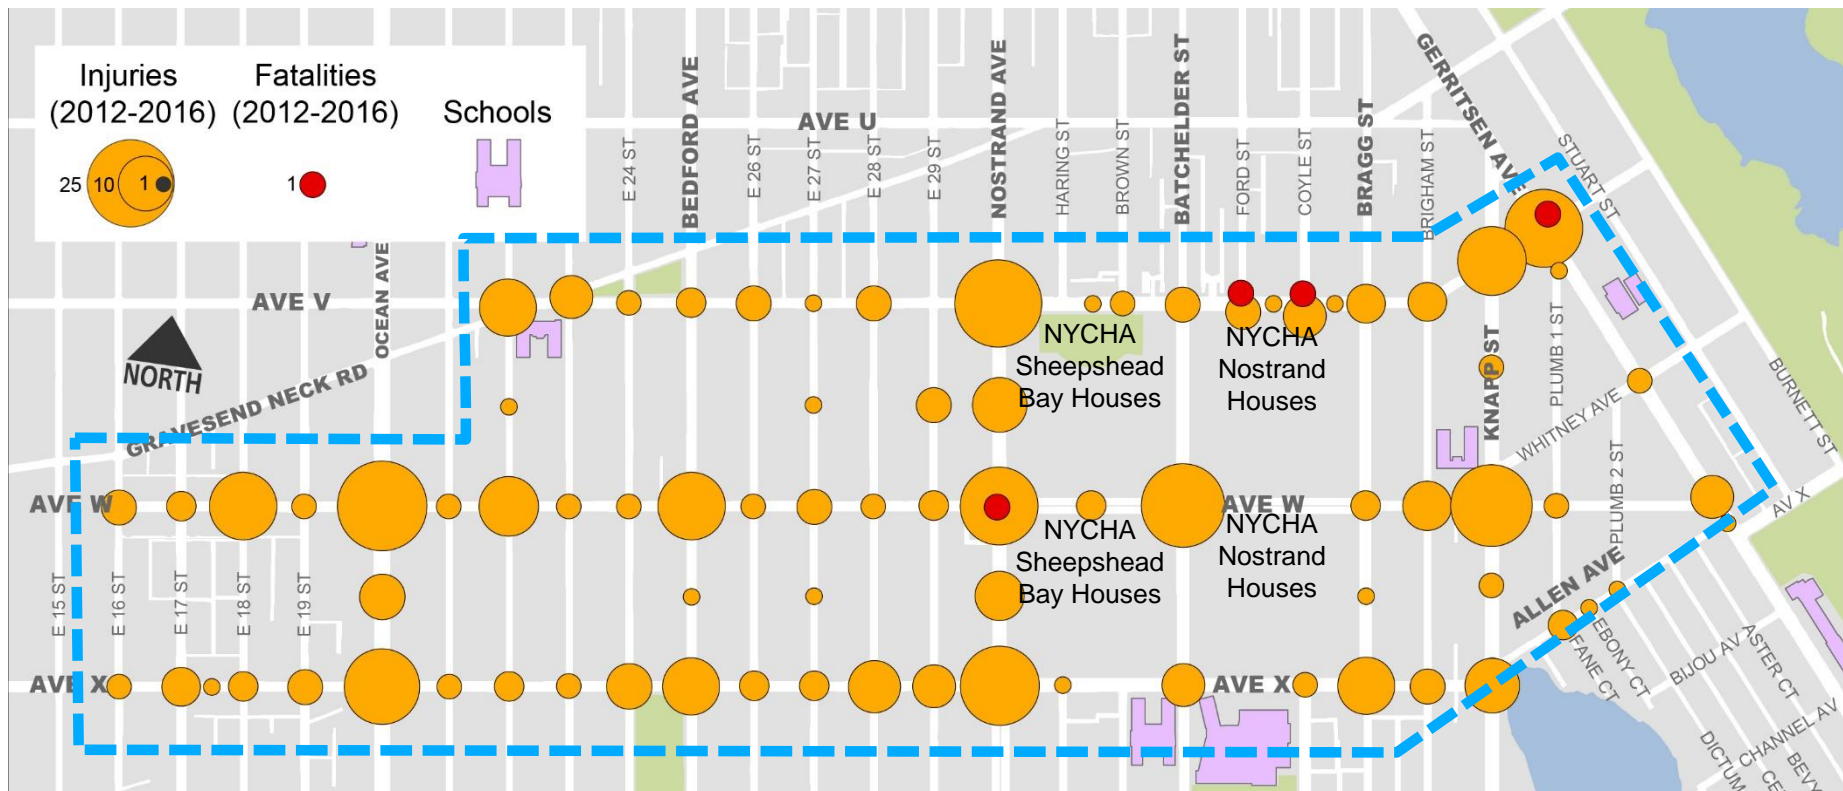 Injuries
(2012-2016)
Fatalities
(2012-2016)
Schools
25 10 1
1
AVE U
E 24 ST
BEDFORD AVE
E 26 ST
E 27 ST
E 28 ST
E 29 ST
NOSTRAND AVE
HARING ST
BROWN ST
BATCHELDER ST
FORD ST
COYLE ST
BRAGG ST
BRIGHAM ST
GERRITSEN AVE
STUART ST
AVE V
OCEAN AVE
NORTH
GRAVESEND NECK RD
NYCHA
Sheepshead
Bay Houses
NYCHA
Nostrand
Houses
KNAPP ST
PLUMB 1 ST
WHITNEY AVE
BURNETT ST
PLUMB 2 ST
AVE W
AVE W
AV X
NYCHA
Sheepshead
Bay Houses
NYCHA
Nostrand
Houses
E 15 ST
E 16 ST
E 17 ST
E 18 ST
E 19 ST
ALLEN AVE
FANE CT
EBONY CT
BIJOU AV
ASTER CT
AVE X
AVE X
CHANNEL AV
DICTUM
CE
BEVY